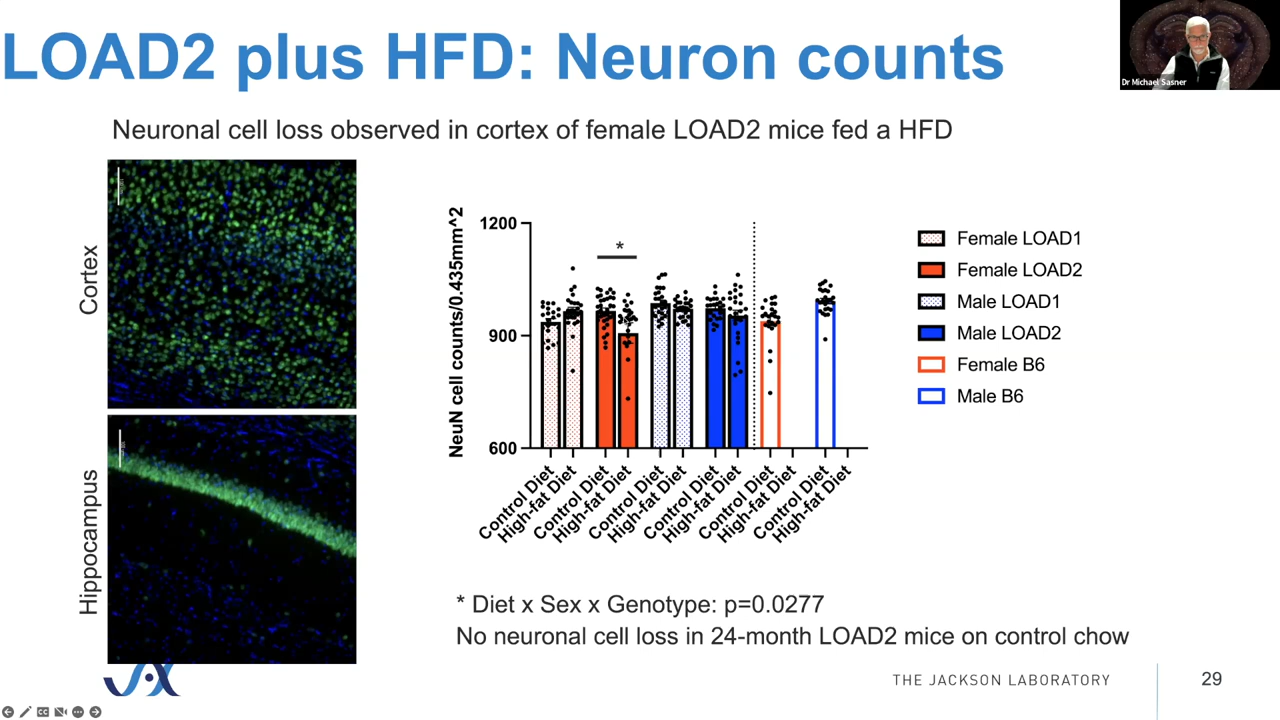 LOAD2 plus HFD: Neuron counts
Dr Michael Sasner
Neuronal cell loss observed in cortex of female LOAD2 mice fed a HFD
Cortex
Hippocampus
NeuN cell counts/0.435mm^2
1200
900
600
*
Control Diet
High-fat Diet
Control Diet
High-fat Diet
Control Diet
High-fat Diet
Control Diet
High-fat Diet
Control Diet
High-fat Diet
Control Diet
High-fat Diet
Female LOAD1
Female LOAD2
Male LOAD1
Male LOAD2
Female B6
Male B6
* Diet x Sex x Genotype: p=0.0277
No neuronal cell loss in 24-month LOAD2 mice on control chow
THE JACKSON LABORATORY
29